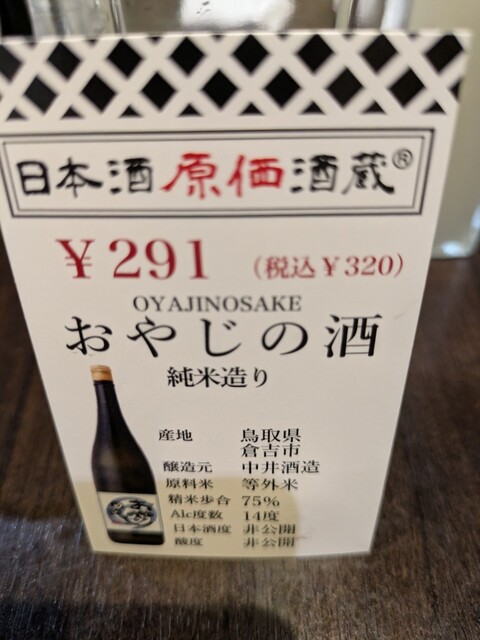 日本酒原価酒蔵®
¥291 (税込¥320)
OYAJINOSAKE
おやじの酒
純米造り
産地 鳥取県
倉吉市
醸造元 中井酒造
原料米 等外米
精米歩合 75%
Alc度数 14度
日本酒度 非公開
酸度 非公開